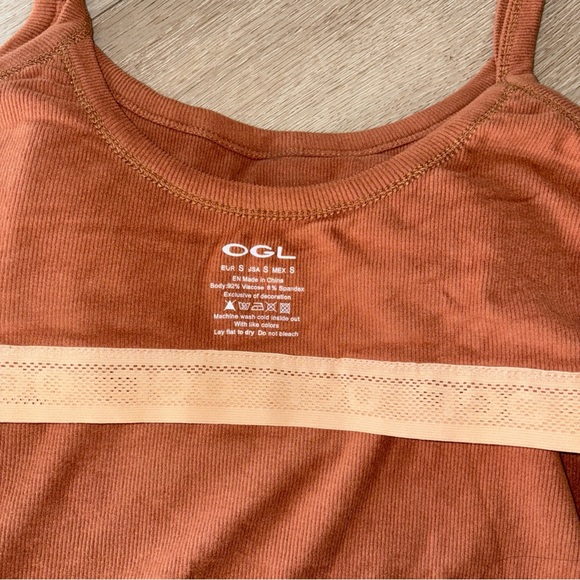 OGL
EUR S USA S MEX S
EN Made in China
Body:92% Viscose 8% Spandex
Exclusive of decoration
Machine wash cold inside out
With like colors
Lay flat to dry Do not bleach